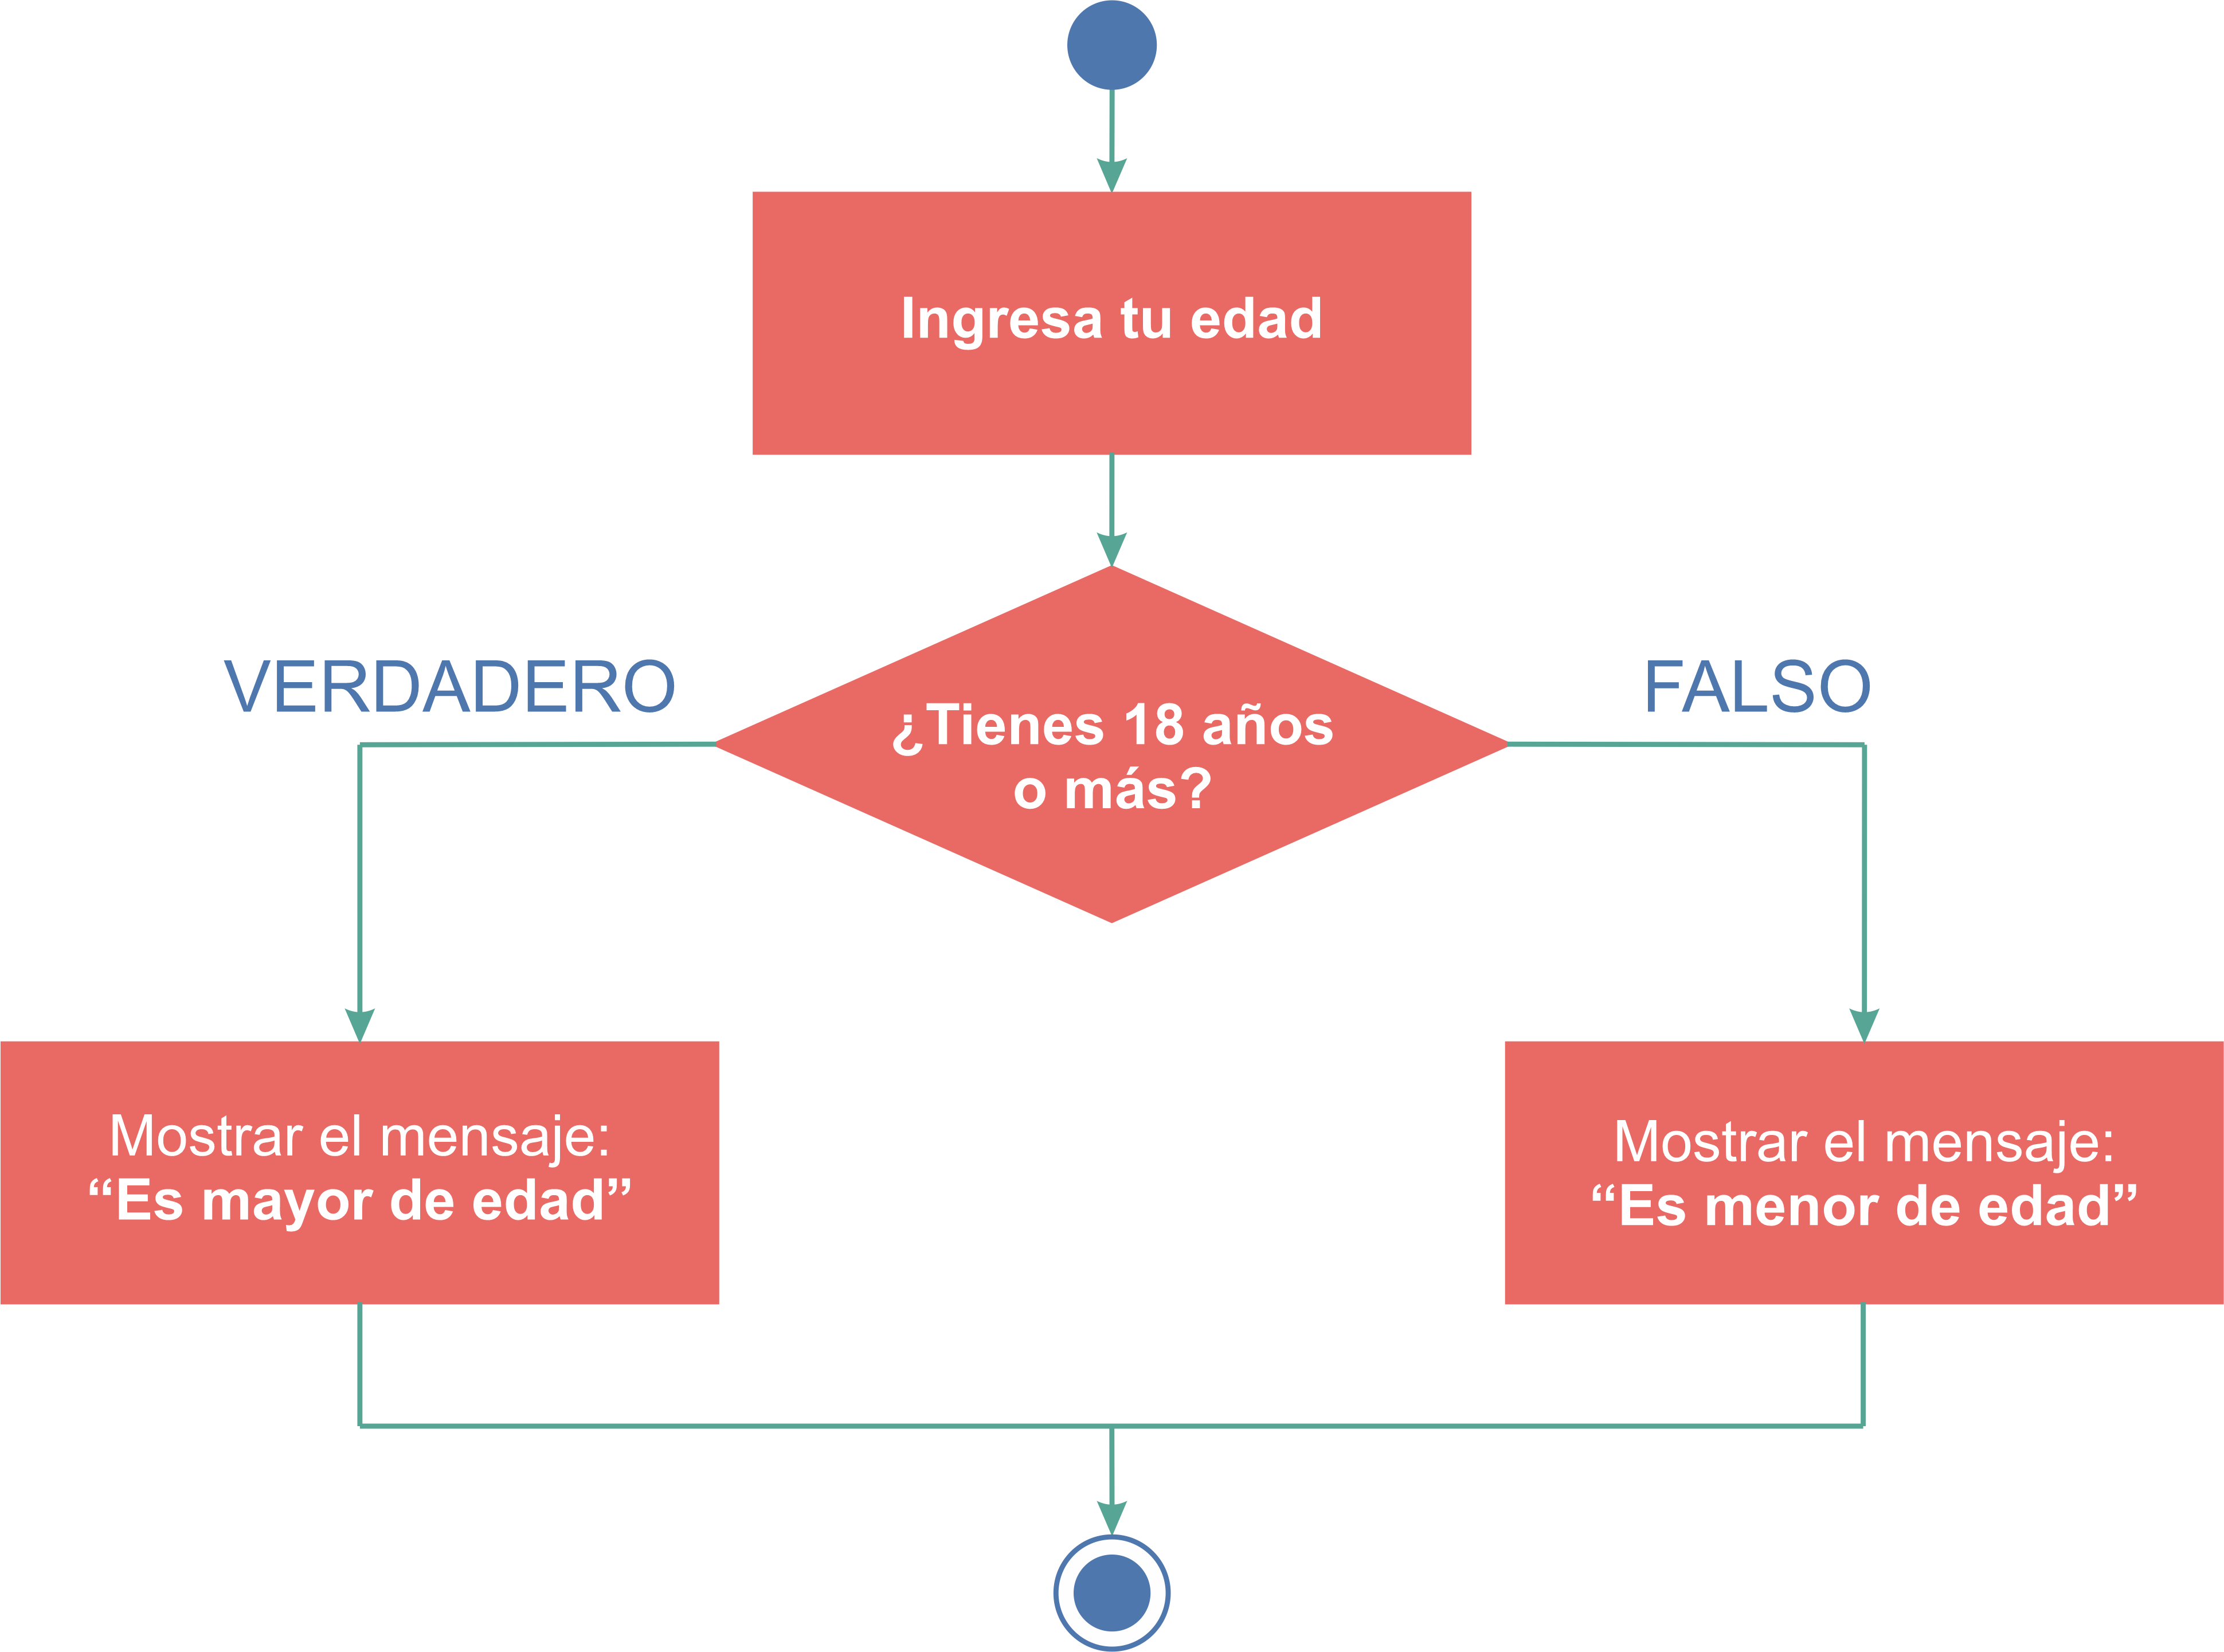 Ingresa tu edad
VERDADERO
FALSO
¿Tienes 18 años
o más?
Mostrar el mensaje:
“Es mayor de edad”
Mostrar el mensaje:
“Es menor de edad”